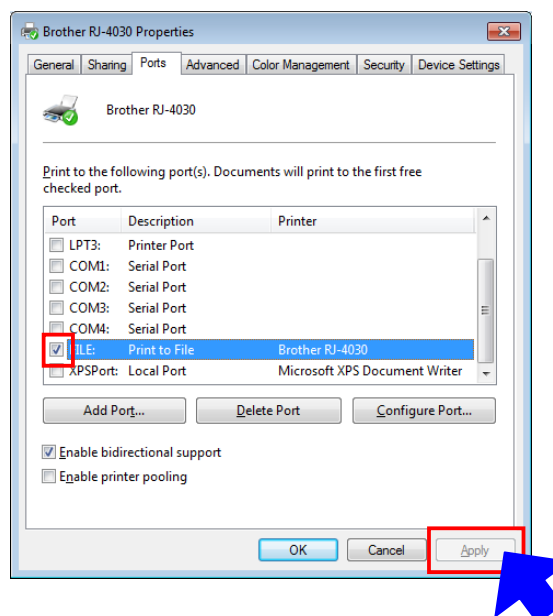 Brother RJ-4030 Properties
General Sharing Ports Advanced Color Management Security Device Settings
Brother RJ-4030
Print to the following port(s). Documents will print to the first free
checked port.
Port Description Printer
LPT3: Printer Port
COM1: Serial Port
COM2: Serial Port
COM3: Serial Port
COM4: Serial Port
FILE: Print to File Brother RJ-4030
XPSPort: Local Port Microsoft XPS Document Writer
Add Port... Delete Port Configure Port...
Enable bidirectional support
Enable printer pooling
OK Cancel Apply